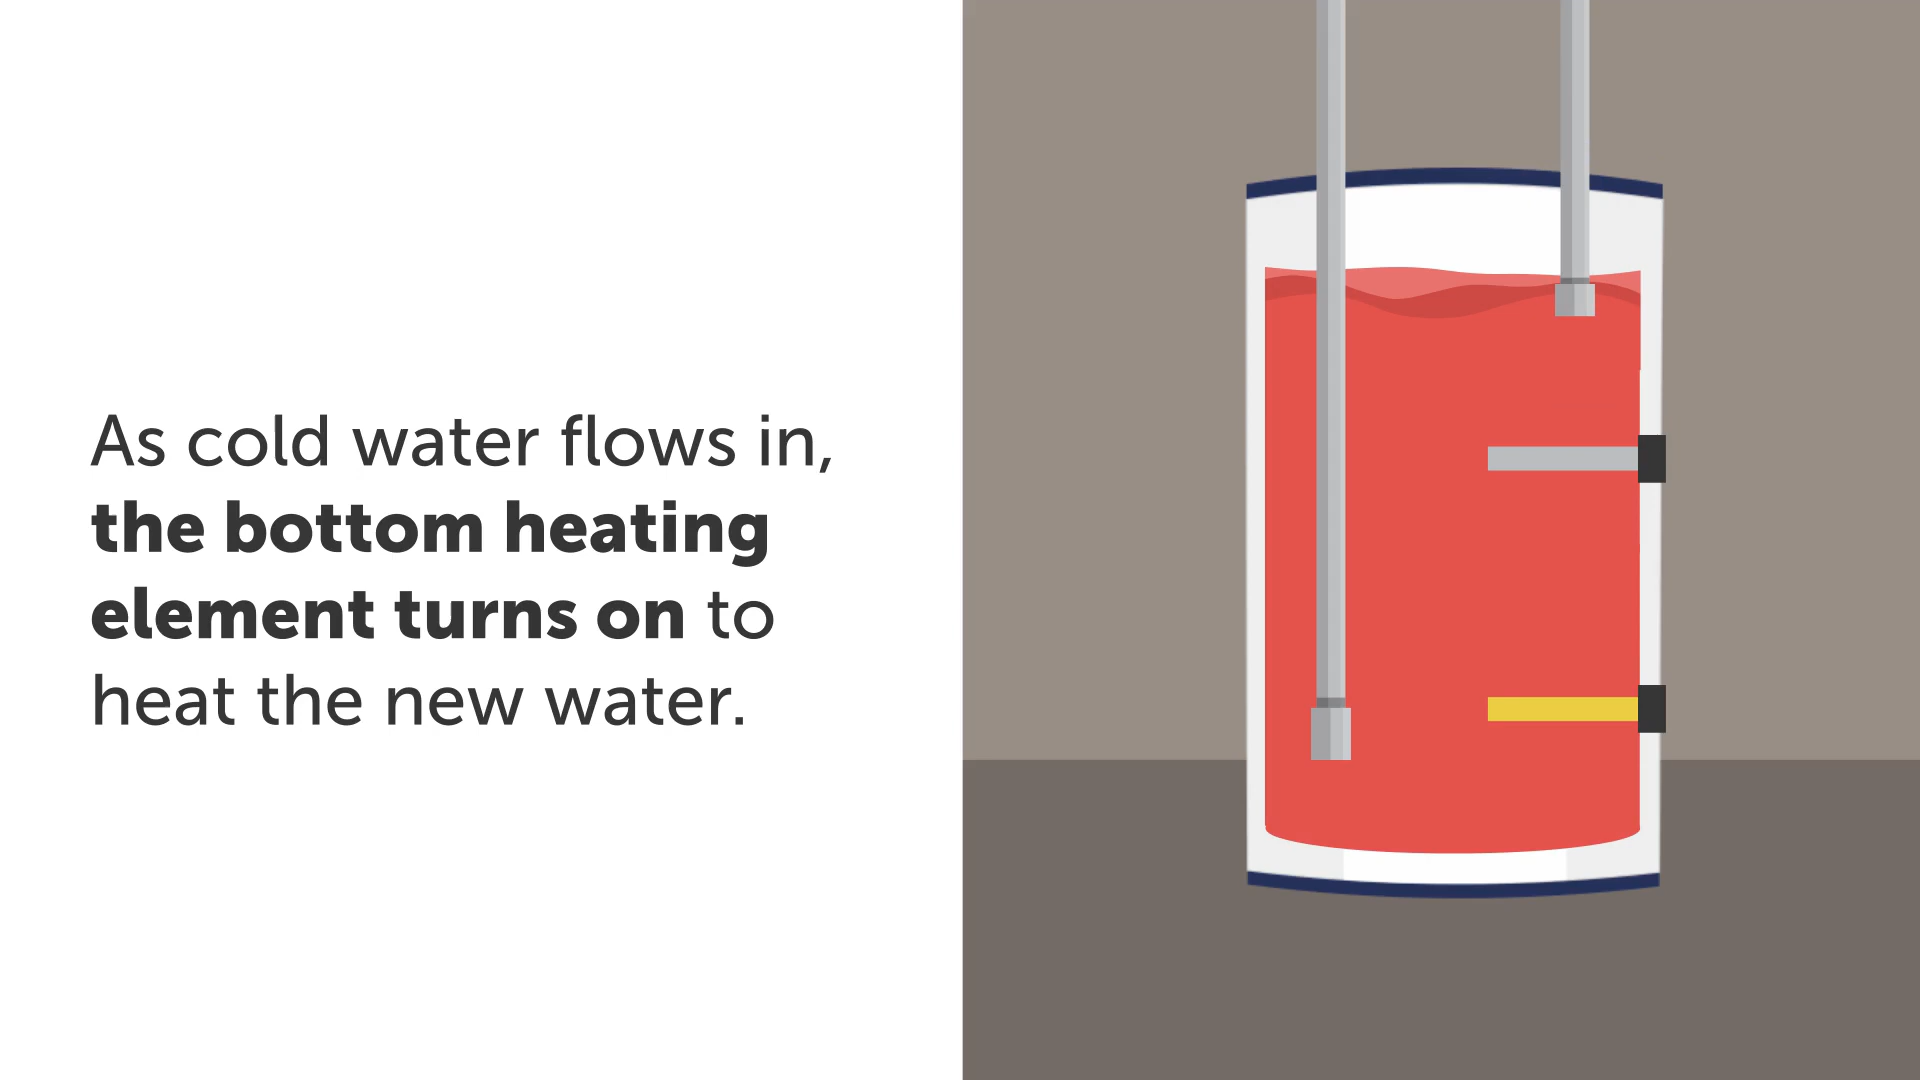 As cold water flows in,
the bottom heating
element turns on to
heat the new water.